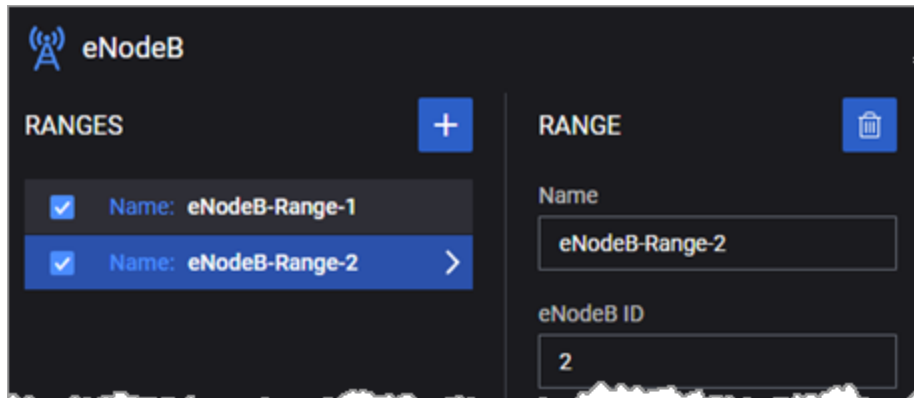 eNodeB
RANGES
Name: eNodeB-Range-1
Name: eNodeB-Range-2
RANGE
Name
eNodeB-Range-2
eNodeB ID
2